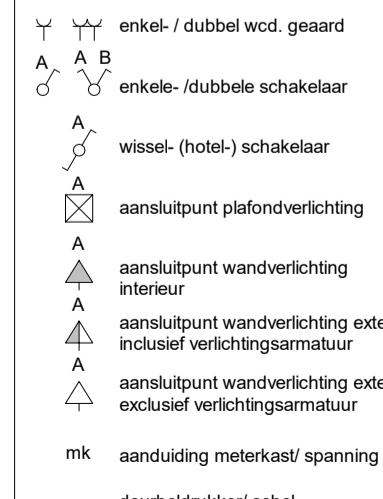 enkel- / dubbel wcd. geaard
A A B
enkele- /dubbele schakelaar
A
wissel- (hotel-) schakelaar
A
aansluitpunt plafondverlichting
A
aansluitpunt wandverlichting
interieur
A
aansluitpunt wandverlichting exte
inclusief verlichtingsarmatuur
A
aansluitpunt wandverlichting exte
exclusief verlichtingsarmatuur
mk aanduiding meterkast/ spanning